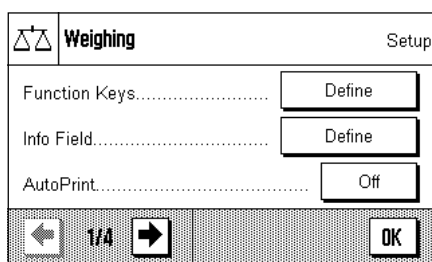 Weighing Setup
Function Keys........................... Define
Info Field.................................... Define
AutoPrint........................................... Off
1/4 OK